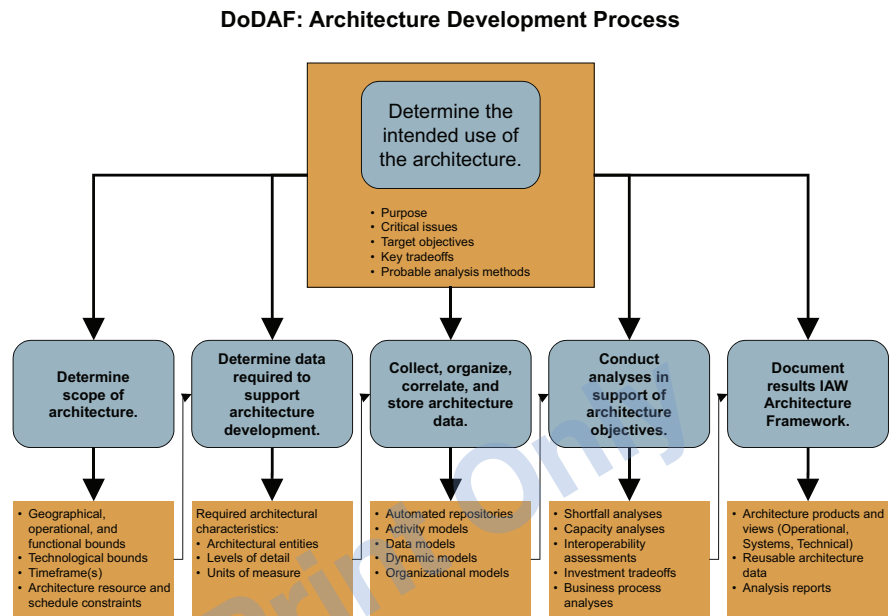 DoDAF: Architecture Development Process
Determine the
intended use of
the architecture.
• Purpose
• Critical issues
• Target objectives
• Key tradeoffs
• Probable analysis methods
Determine
scope of
architecture.
Determine data
required to
support
architecture
development.
Collect, organize,
correlate, and
store architecture
data.
Conduct
analyses in
support of
architecture
objectives.
Document
results IAW
Architecture
Framework.
• Geographical,
operational, and
functional bounds
• Technological bounds
• Timeframe(s)
• Architecture resource and
schedule constraints
Required architectural
characteristics:
• Architectural entities
• Levels of detail
• Units of measure
• Automated repositories
• Activity models
• Data models
• Dynamic models
• Organizational models
• Shortfall analyses
• Capacity analyses
• Interoperability
assessments
• Investment tradeoffs
• Business process
analyses
• Architecture products and
views (Operational,
Systems, Technical)
• Reusable architecture
data
• Analysis reports
Print Only